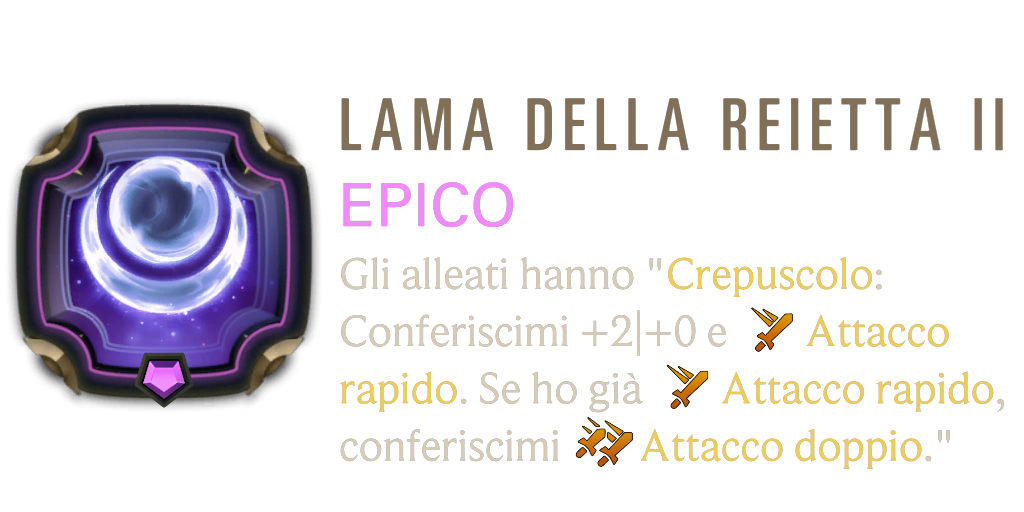 LAMA DELLA REIETTA II
EPICO
Gli alleati hanno "Crepuscolo:
Conferiscimi +2|+0 e Attacco
rapido. Se ho già Attacco rapido,
conferiscimi Attacco doppio."